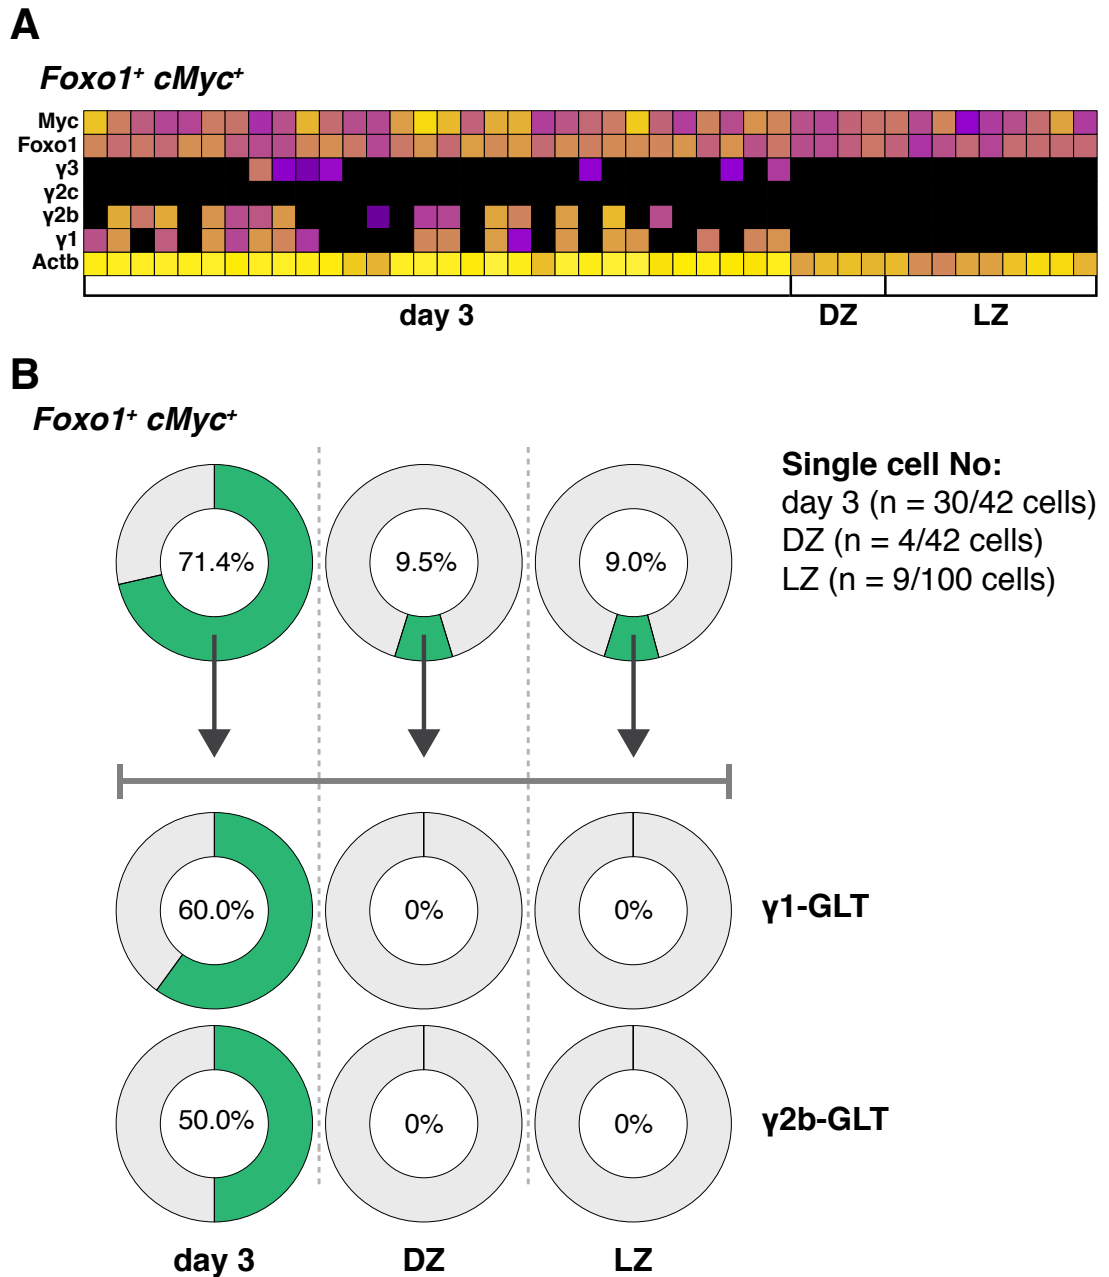 A
Foxo1+ cMyc+
Myc
Foxo1
γ3
γ2c
γ2b
γ1
Actb
day 3
DZ
LZ
B
Foxo1+ cMyc+
Single cell No:
day 3 (n = 30/42 cells)
DZ (n = 4/42 cells)
LZ (n = 9/100 cells)
71.4%
9.5%
9.0%
60.0%
0%
0%
γ1-GLT
50.0%
0%
0%
γ2b-GLT
day 3
DZ
LZ